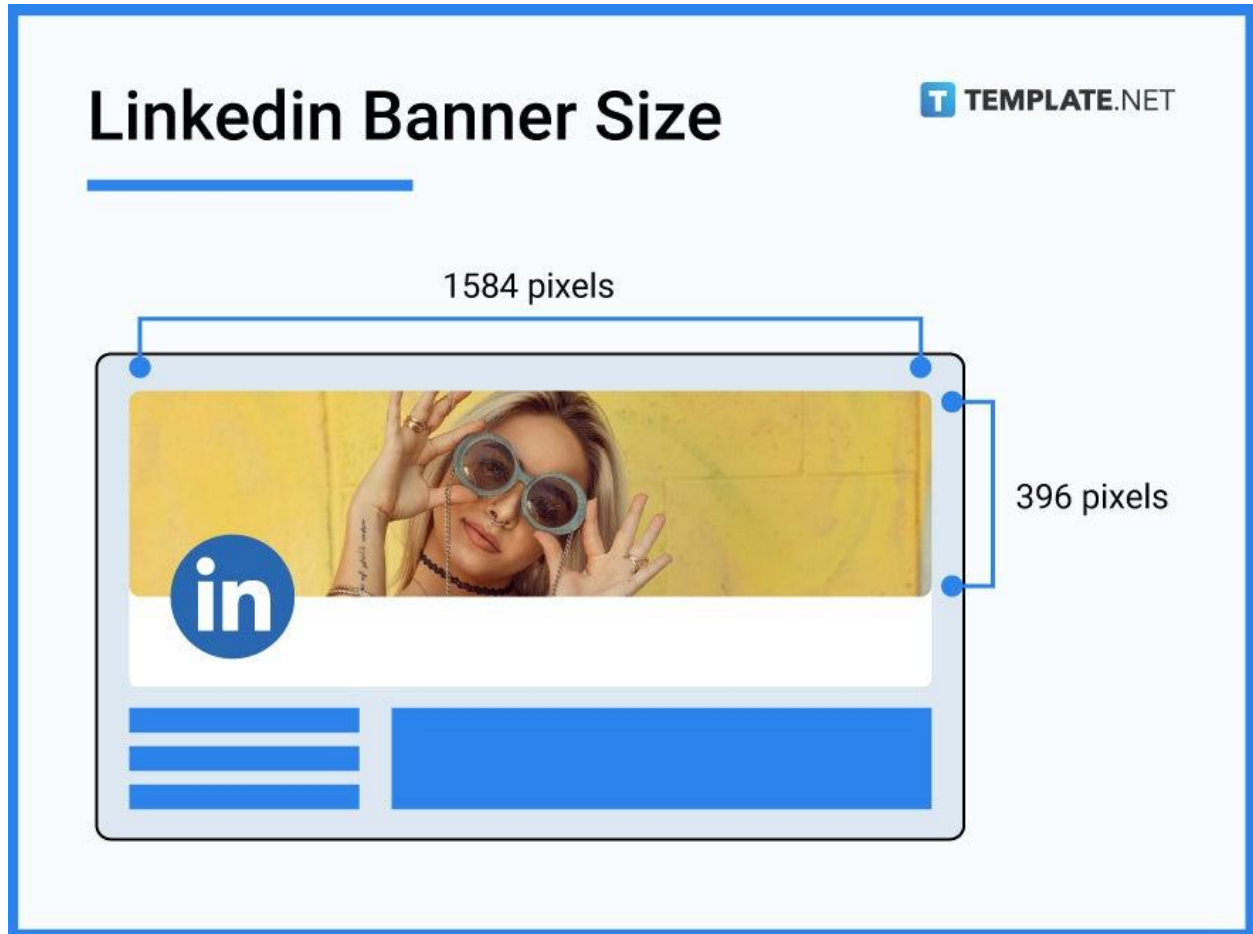 Linkedin Banner Size
T TEMPLATE.NET
1584 pixels
396 pixels
in